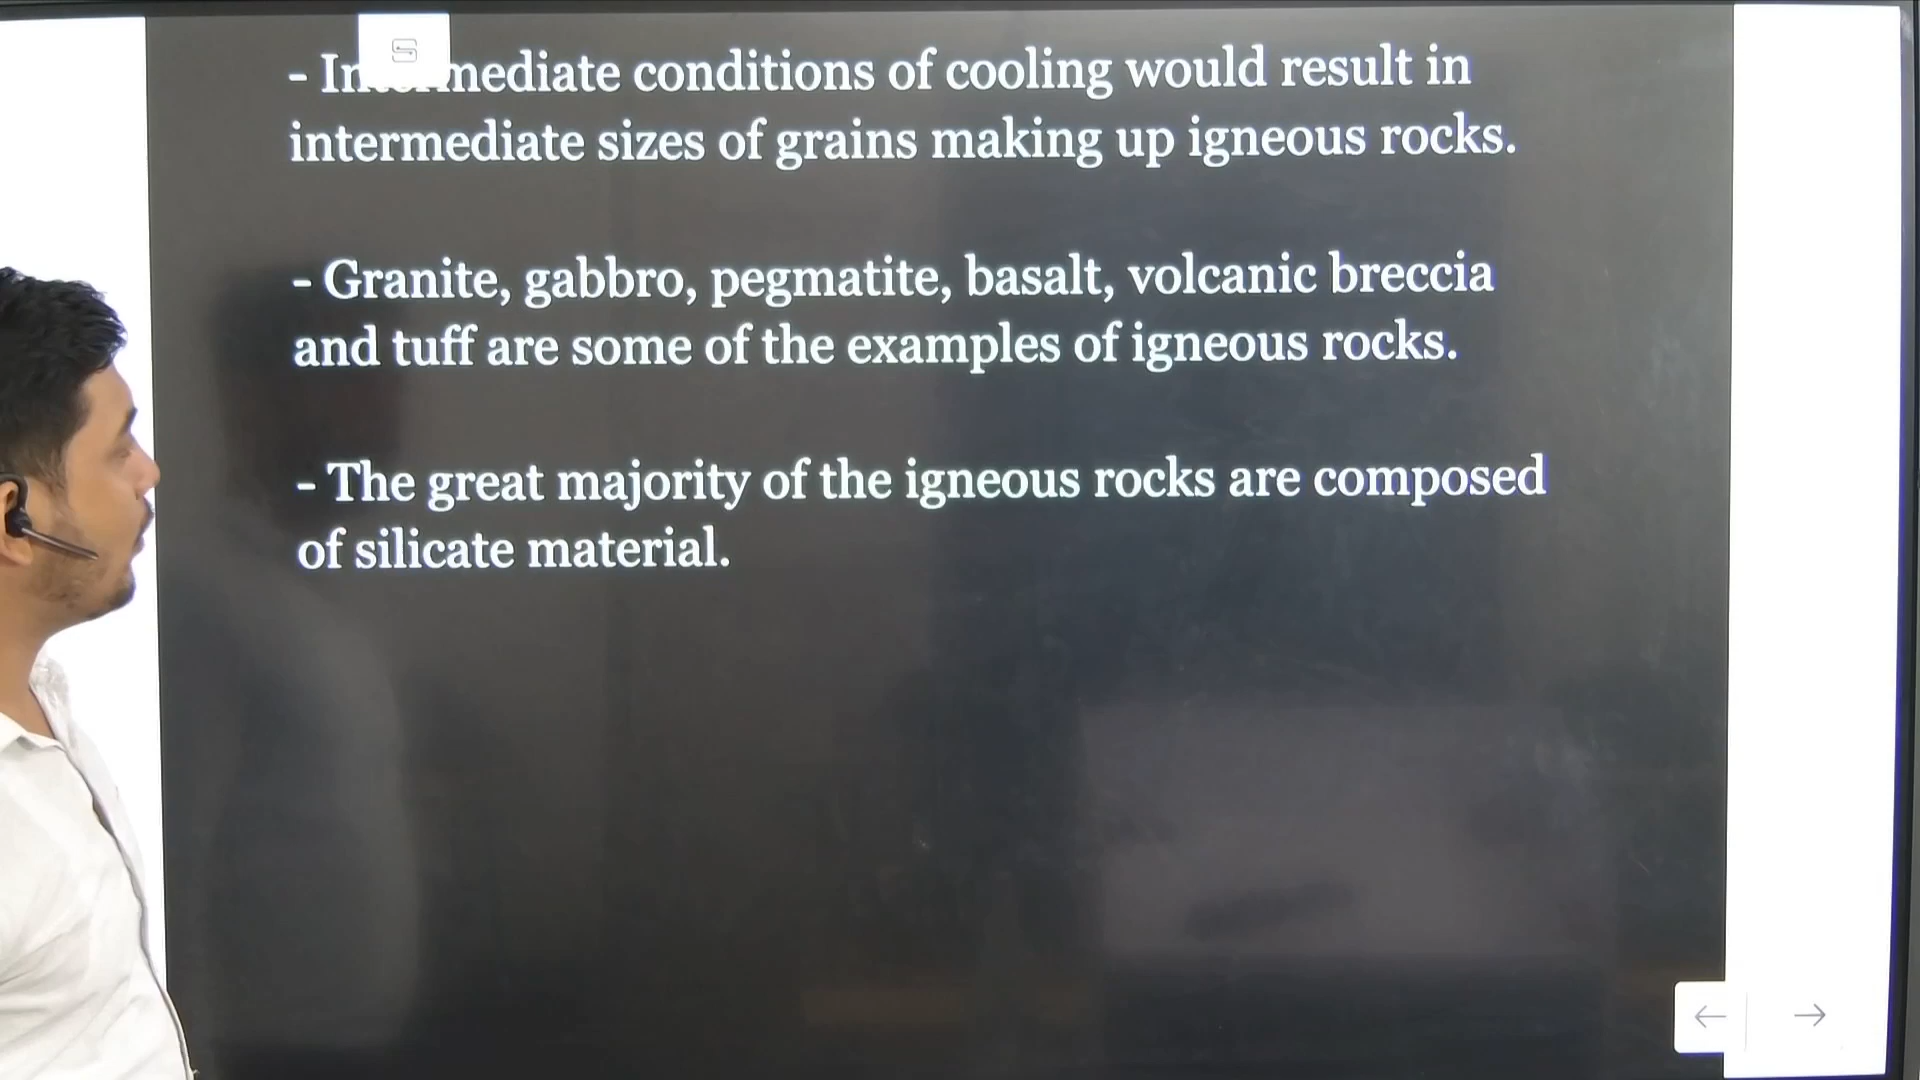 - Intermediate conditions of cooling would result in
intermediate sizes of grains making up igneous rocks.
- Granite, gabbro, pegmatite, basalt, volcanic breccia
and tuff are some of the examples of igneous rocks.
- The great majority of the igneous rocks are composed
of silicate material.